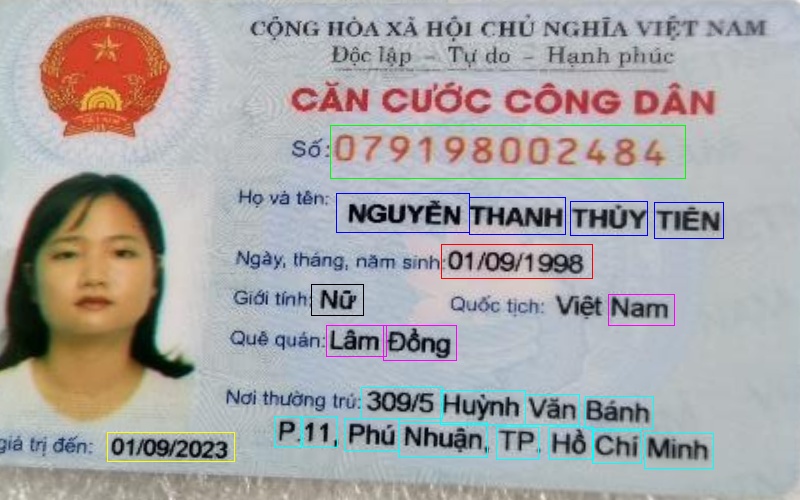 CỘNG HÒA XÃ HỘI CHỦ NGHĨA VIỆT NAM
Độc lập – Tự do – Hạnh phúc
CĂN CƯỚC CÔNG DÂN
Số: 079198002484
Họ và tên: NGUYỄN THANH THỦY TIÊN
Ngày, tháng, năm sinh: 01/09/1998
Giới tính: Nữ Quốc tịch: Việt Nam
Quê quán: Lâm Đồng
Nơi thường trú: 309/5 Huỳnh Văn Bánh
P.11, Phú Nhuận, TP. Hồ Chí Minh
giá trị đến: 01/09/2023